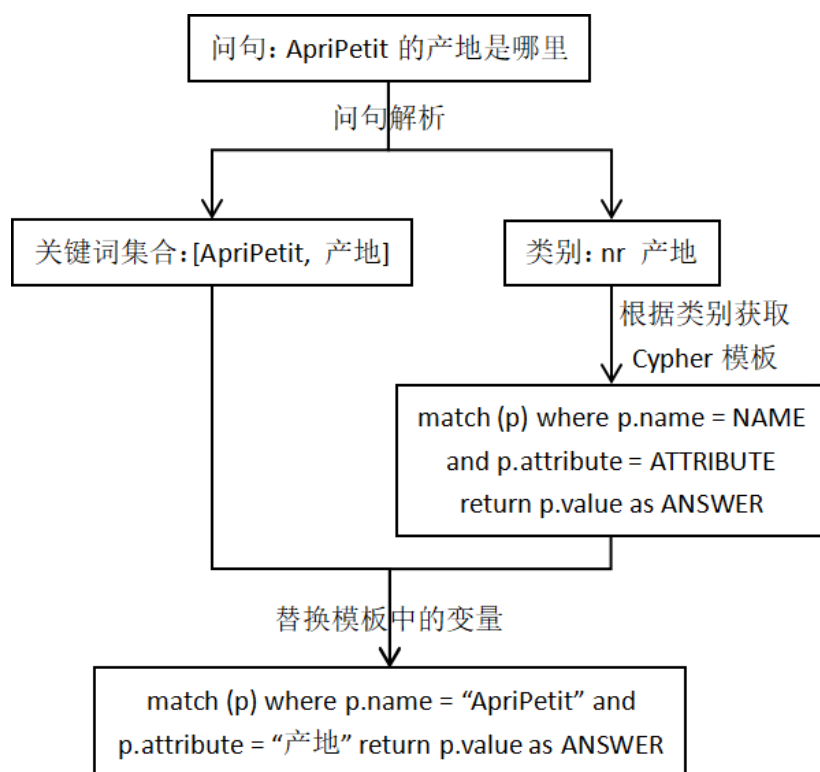 问句：ApriPetit 的产地是哪里
问句解析
关键词集合：[ApriPetit, 产地]
类别：nr 产地
根据类别获取
Cypher 模板
match (p) where p.name = NAME
and p.attribute = ATTRIBUTE
return p.value as ANSWER
替换模板中的变量
match (p) where p.name = “ApriPetit” and
p.attribute = “产地” return p.value as ANSWER